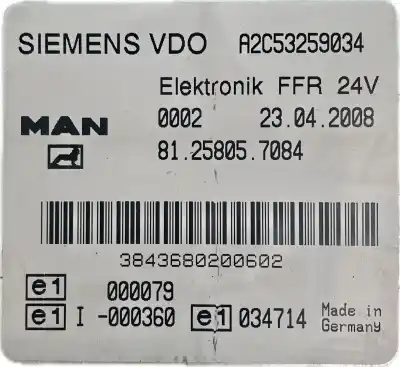 SIEMENS VDO A2C53259034
Elektronik FFR 24V
MAN 0002 23.04.2008
81.25805.7084
3843680200602
e1 000079
e1 I -000360 e1 034714 Made in
Germany